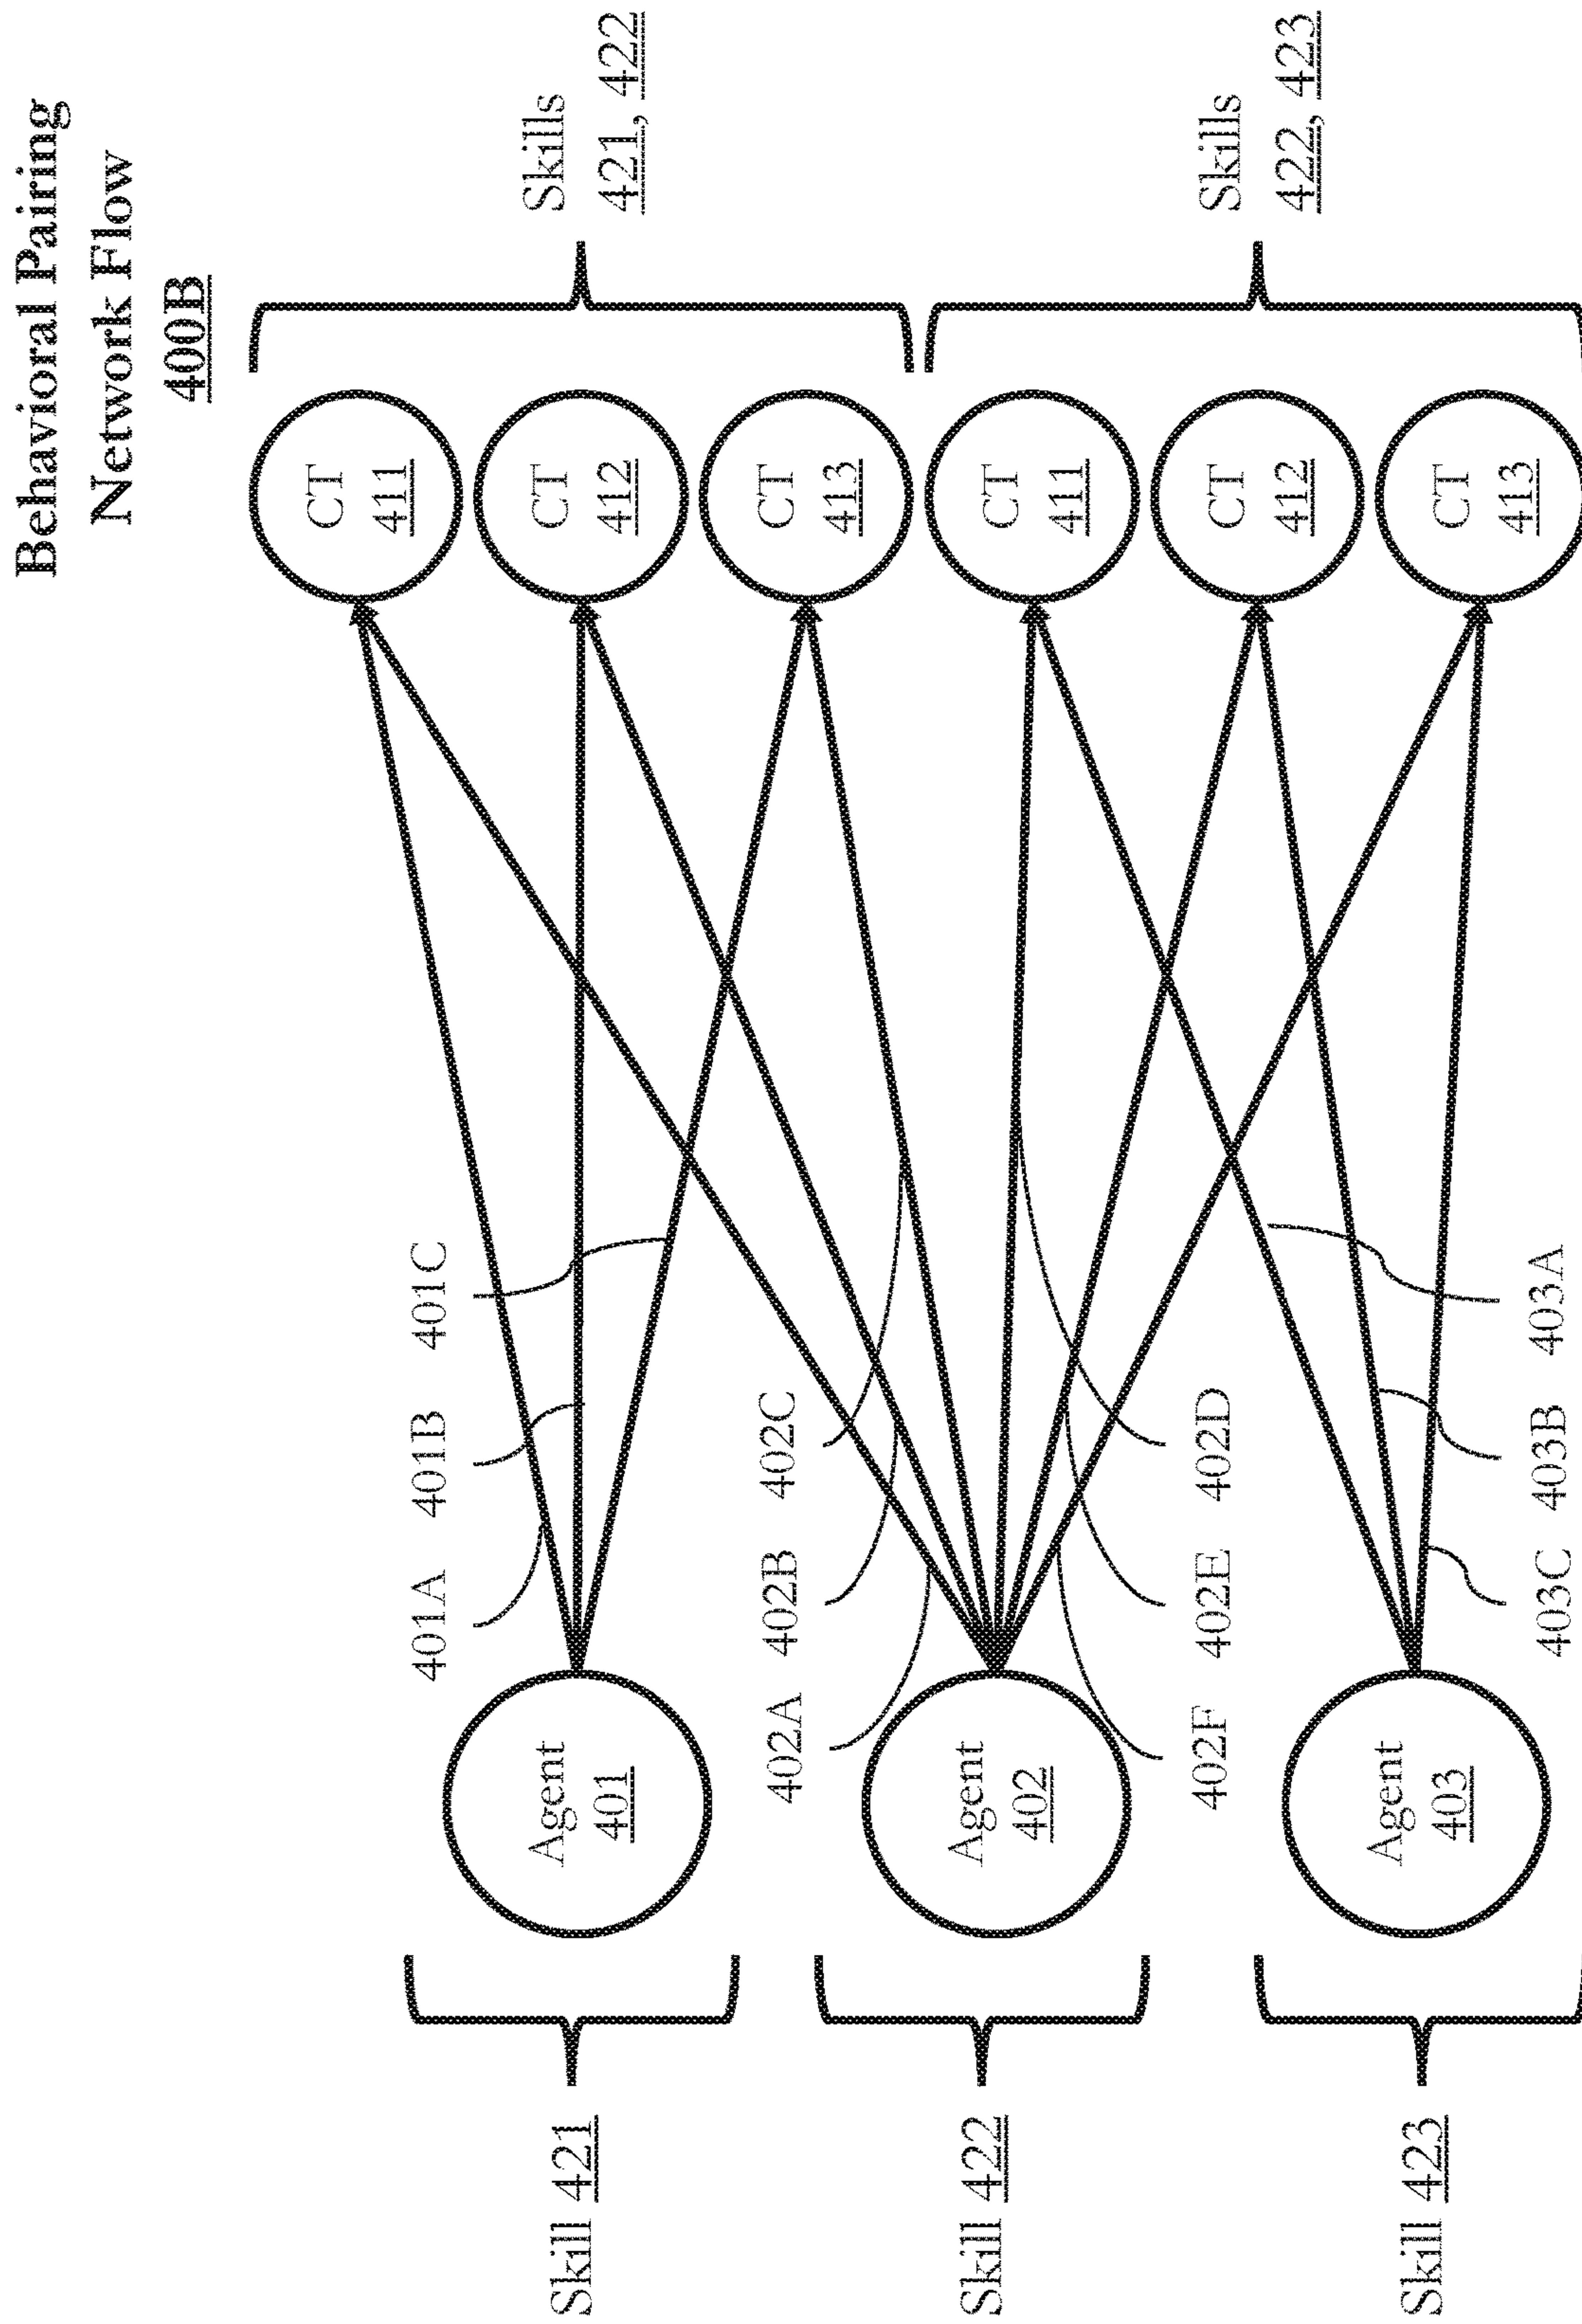 Behavioral Pairing
Network Flow
400B
Skill 421
Skill 422
Skill 423
Agent
401
Agent
402
Agent
403
401A
401B
401C
402A
402B
402C
402D
402E
402F
403A
403B
403C
CT
411
CT
412
CT
413
CT
411
CT
412
CT
413
Skills
421, 422
Skills
422, 423